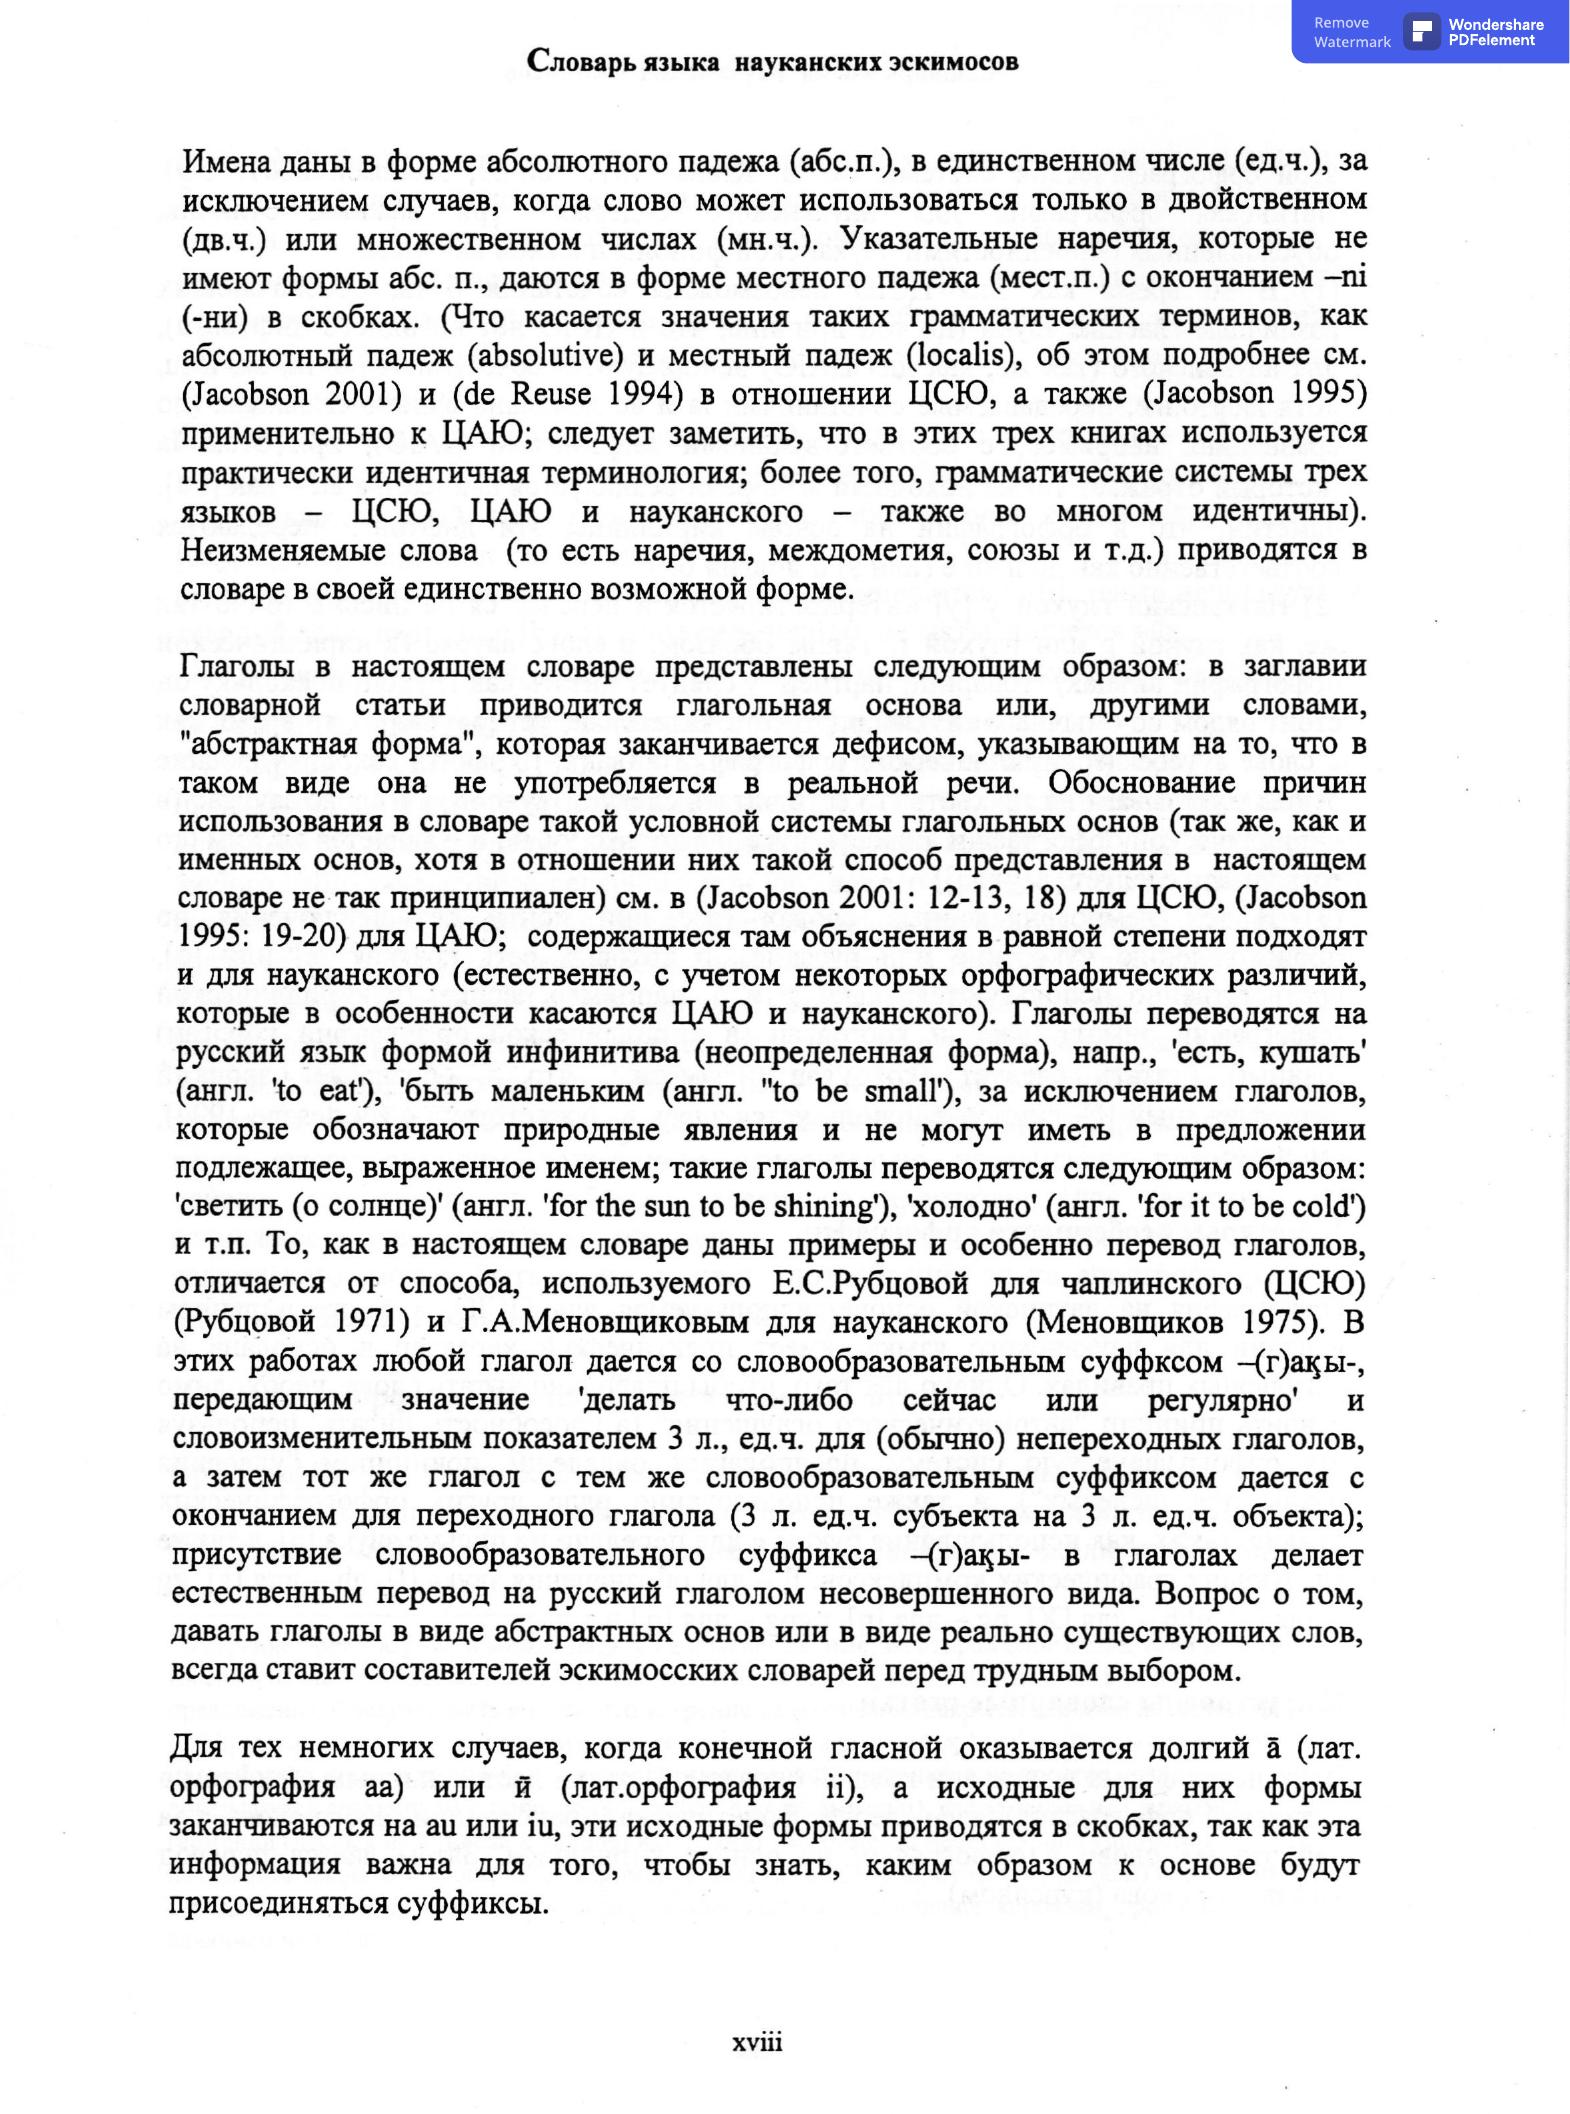 Remove
Watermark
Wondershare
PDFelement
Словарь языка науканских эскимосов
Имена даны в форме абсолютного падежа (абс.п.), в единственном числе (ед.ч.), за
исключением случаев, когда слово может использоваться только в двойственном
(дв.ч.) или множественном числах (мн.ч.). Указательные наречия, которые не
имеют формы абс. п., даются в форме местного падежа (мест.п.) с окончанием –ni
(-ни) в скобках. (Что касается значения таких грамматических терминов, как
абсолютный падеж (absolutive) и местный падеж (localis), об этом подробнее см.
(Jacobson 2001) и (de Reuse 1994) в отношении ЦСЮ, а также (Jacobson 1995)
применительно к ЦАЮ; следует заметить, что в этих трех книгах используется
практически идентичная терминология; более того, грамматические системы трех
языков – ЦСЮ, ЦАЮ и науканского – также во многом идентичны).
Неизменяемые слова (то есть наречия, междометия, союзы и т.д.) приводятся в
словаре в своей единственно возможной форме.
Глаголы в настоящем словаре представлены следующим образом: в заглавии
словарной статьи приводится глагольная основа или, другими словами,
"абстрактная форма", которая заканчивается дефисом, указывающим на то, что в
таком виде она не употребляется в реальной речи. Обоснование причин
использования в словаре такой условной системы глагольных основ (так же, как и
именных основ, хотя в отношении них такой способ представления в настоящем
словаре не так принципиален) см. в (Jacobson 2001: 12-13, 18) для ЦСЮ, (Jacobson
1995: 19-20) для ЦАЮ; содержащиеся там объяснения в равной степени подходят
и для науканского (естественно, с учетом некоторых орфографических различий,
которые в особенности касаются ЦАЮ и науканского). Глаголы переводятся на
русский язык формой инфинитива (неопределенная форма), напр., 'есть, кушать'
(англ. 'to eat'), 'быть маленьким (англ. "to be small'), за исключением глаголов,
которые обозначают природные явления и не могут иметь в предложении
подлежащее, выраженное именем; такие глаголы переводятся следующим образом:
'светить (о солнце)' (англ. 'for the sun to be shining'), 'холодно' (англ. 'for it to be cold')
и т.п. То, как в настоящем словаре даны примеры и особенно перевод глаголов,
отличается от способа, используемого Е.С.Рубцовой для чаплинского (ЦСЮ)
(Рубцовой 1971) и Г.А.Меновщиковым для науканского (Меновщиков 1975). В
этих работах любой глагол дается со словообразовательным суффксом –(г)ақы-,
передающим значение 'делать что-либо сейчас или регулярно' и
словоизменительным показателем 3 л., ед.ч. для (обычно) непереходных глаголов,
а затем тот же глагол с тем же словообразовательным суффиксом дается с
окончанием для переходного глагола (3 л. ед.ч. субъекта на 3 л. ед.ч. объекта);
присутствие словообразовательного суффикса –(г)ақы- в глаголах делает
естественным перевод на русский глаголом несовершенного вида. Вопрос о том,
давать глаголы в виде абстрактных основ или в виде реально существующих слов,
всегда ставит составителей эскимосских словарей перед трудным выбором.
Для тех немногих случаев, когда конечной гласной оказывается долгий ā (лат.
орфография аа) или ӣ (лат.орфография ii), а исходные для них формы
заканчиваются на au или iu, эти исходные формы приводятся в скобках, так как эта
информация важна для того, чтобы знать, каким образом к основе будут
присоединяться суффиксы.
xviii